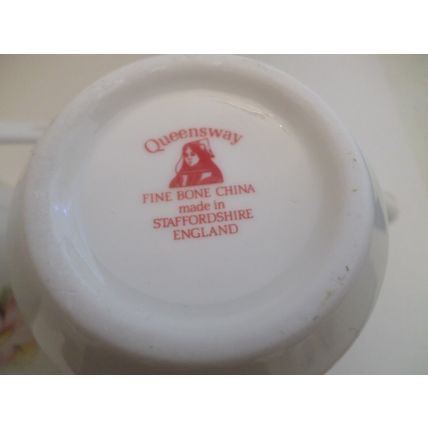 Queensway
FINE BONE CHINA
made in
STAFFORDSHIRE
ENGLAND